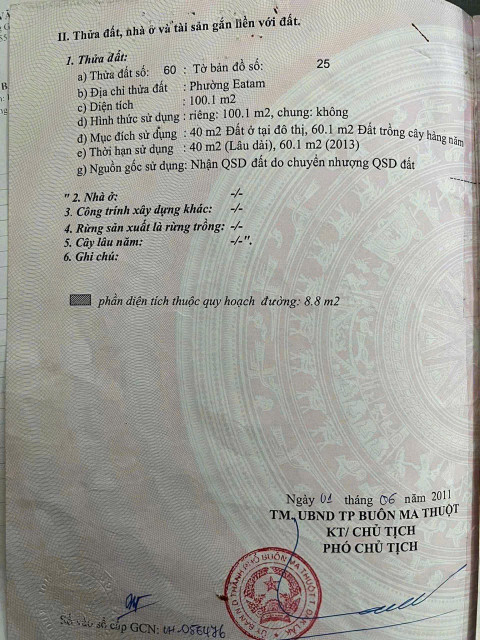 II. Thửa đất, nhà ở và tài sản gắn liền với đất.
1. Thửa đất:
a) Thửa đất số: 60 : Tờ bản đồ số: 25
b) Địa chỉ thửa đất : Phường Eatam
c) Diện tích : 100.1 m2
d) Hình thức sử dụng : riêng: 100.1 m2, chung: không
đ) Mục đích sử dụng : 40 m2 Đất ở tại đô thị, 60.1 m2 Đất trồng cây hàng năm
e) Thời hạn sử dụng : 40 m2 (Lâu dài), 60.1 m2 (2013)
g) Nguồn gốc sử dụng: Nhận QSD đất do chuyển nhượng QSD đất
" 2. Nhà ở: -/-
3. Công trình xây dựng khác: -/-
4. Rừng sản xuất là rừng trồng: -/-
5. Cây lâu năm: -/-".
6. Ghi chú:
phần diện tích thuộc quy hoạch đường: 8.8 m2
Ngày 01 tháng 06 năm 2011
TM. UBND TP BUÔN MA THUỘT
KT/ CHỦ TỊCH
PHÓ CHỦ TỊCH
Số vào sổ cấp GCN: CH-056476